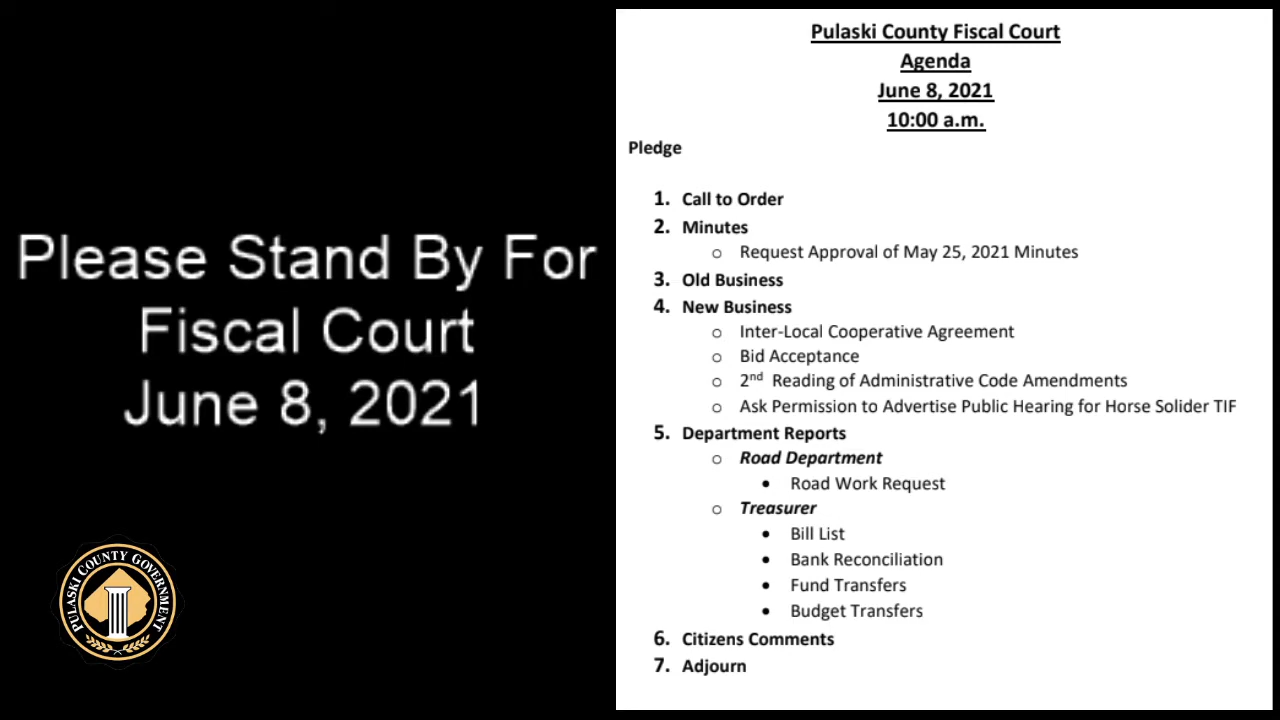 Please Stand By For
Fiscal Court
June 8, 2021
PULASKI COUNTY GOVERNMENT
Pulaski County Fiscal Court
Agenda
June 8, 2021
10:00 a.m.
Pledge
1. Call to Order
2. Minutes
o Request Approval of May 25, 2021 Minutes
3. Old Business
4. New Business
o Inter-Local Cooperative Agreement
o Bid Acceptance
o 2nd Reading of Administrative Code Amendments
o Ask Permission to Advertise Public Hearing for Horse Solider TIF
5. Department Reports
o Road Department
• Road Work Request
o Treasurer
• Bill List
• Bank Reconciliation
• Fund Transfers
• Budget Transfers
6. Citizens Comments
7. Adjourn